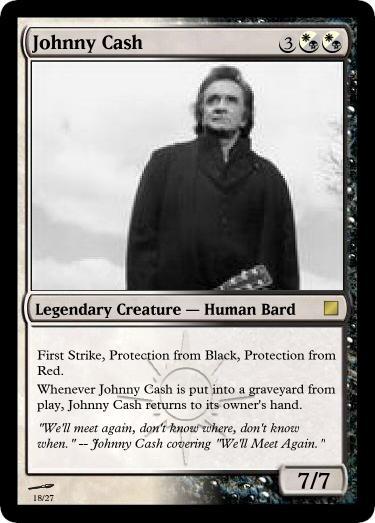 Johnny Cash 3
Legendary Creature — Human Bard
First Strike, Protection from Black, Protection from
Red.
Whenever Johnny Cash is put into a graveyard from
play, Johnny Cash returns to its owner's hand.
"We'll meet again, don't know where, don't know
when. " -- Johnny Cash covering "We'll Meet Again. "
7/7
18/27